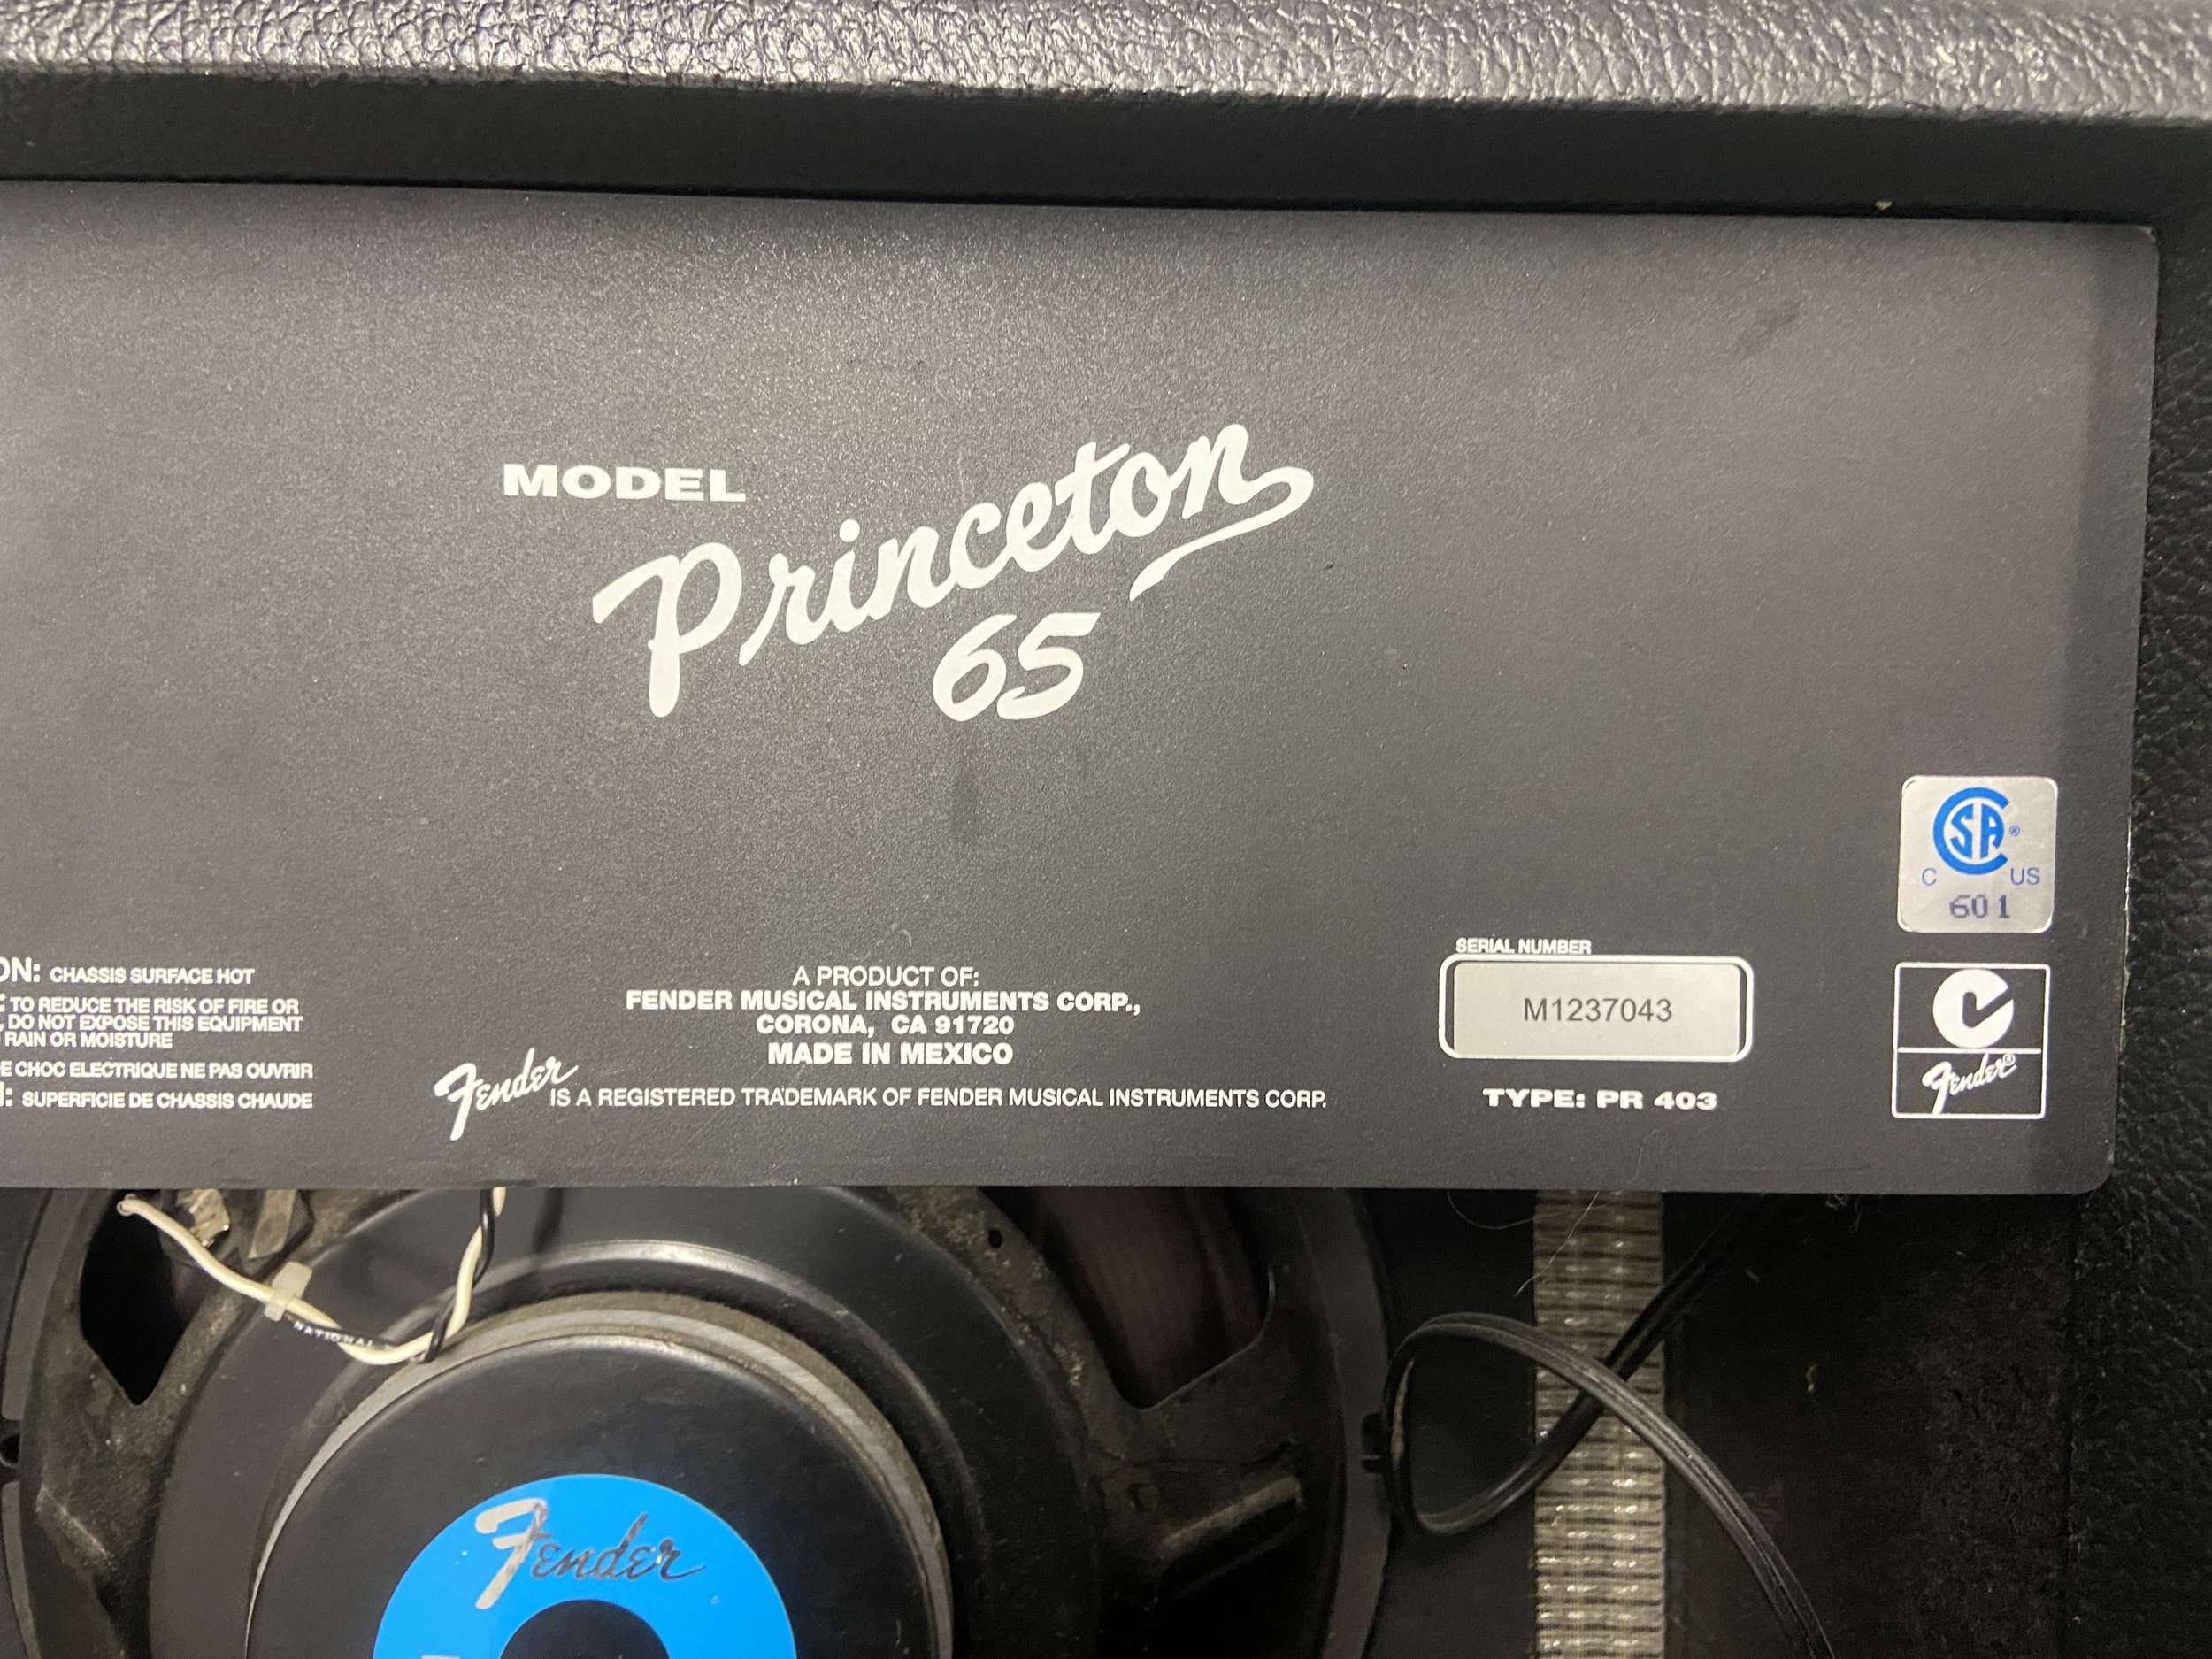 MODEL
Princeton
65
CSA®
C US
601
ON: CHASSIS SURFACE HOT
: TO REDUCE THE RISK OF FIRE OR
, DO NOT EXPOSE THIS EQUIPMENT
RAIN OR MOISTURE
E CHOC ELECTRIQUE NE PAS OUVRIR
: SUPERFICIE DE CHASSIS CHAUDE
A PRODUCT OF:
FENDER MUSICAL INSTRUMENTS CORP.,
CORONA, CA 91720
MADE IN MEXICO
Fender IS A REGISTERED TRADEMARK OF FENDER MUSICAL INSTRUMENTS CORP.
SERIAL NUMBER
M1237043
TYPE: PR 403
Fender®
NATIONAL
Fender